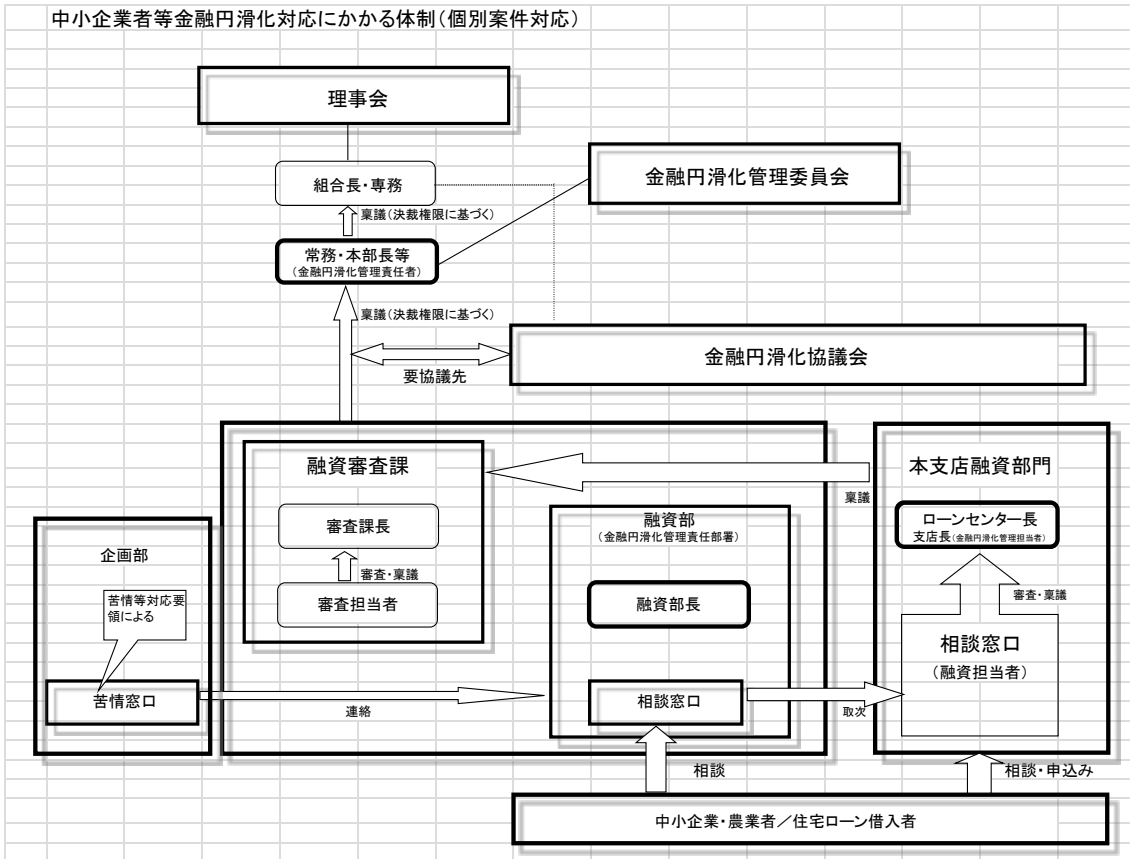 中小企業者等金融円滑化対応にかかる体制(個別案件対応)
理事会
金融円滑化管理委員会
組合長・専務
稟議(決裁権限に基づく)
常務・本部長等
(金融円滑化管理責任者)
稟議(決裁権限に基づく)
金融円滑化協議会
要協議先
融資審査課
本支店融資部門
稟議
審査課長
審査・稟議
審査担当者
融資部
(金融円滑化管理責任部署)
融資部長
相談窓口
ローンセンター長
支店長(金融円滑化管理担当者)
審査・稟議
相談窓口
(融資担当者)
企画部
苦情等対応要
領による
苦情窓口
連絡
取次
相談
相談・申込み
中小企業・農業者/住宅ローン借入者